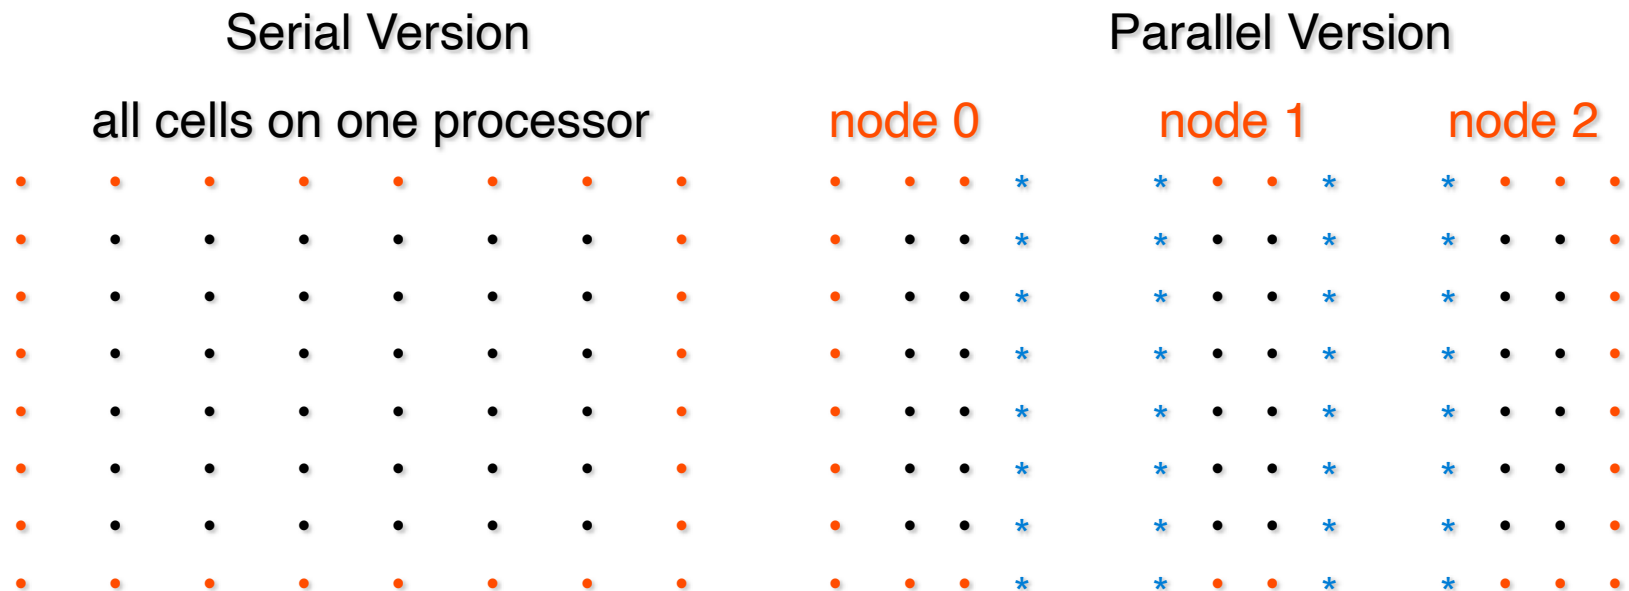 Serial Version
all cells on one processor
Parallel Version
node 0
node 1
node 2